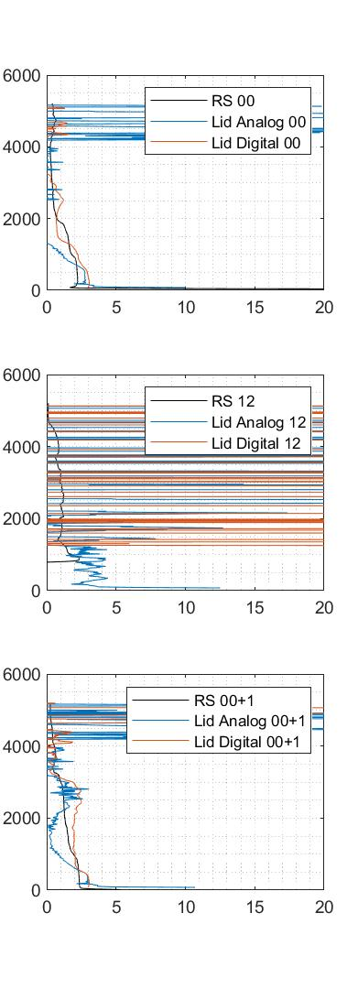 6000
RS 00
Lid Analog 00
Lid Digital 00
4000
2000
0
0 5 10 15 20
6000
RS 12
Lid Analog 12
Lid Digital 12
4000
2000
0
0 5 10 15 20
6000
RS 00+1
Lid Analog 00+1
Lid Digital 00+1
4000
2000
0
0 5 10 15 20